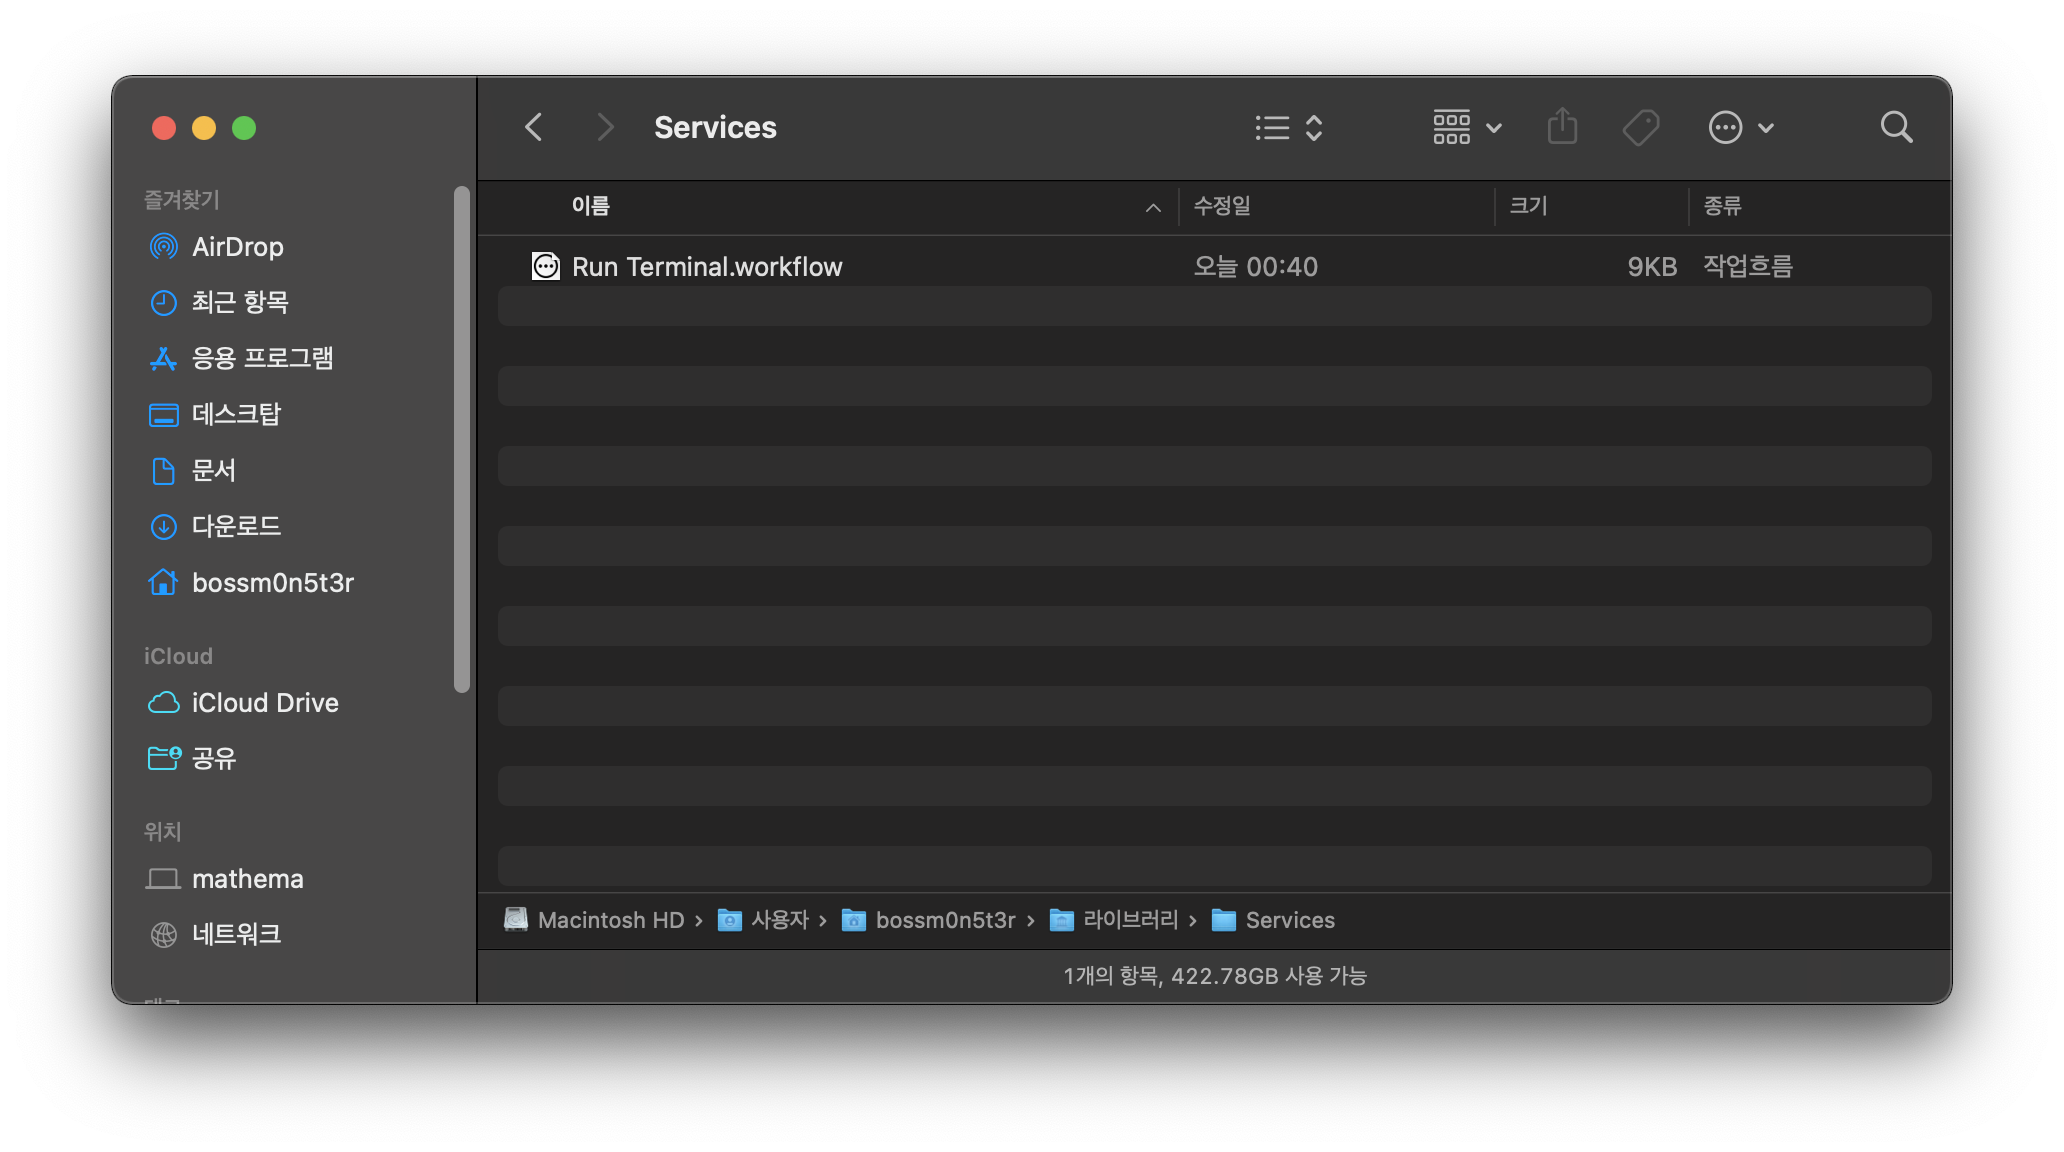 Services
즐겨찾기
AirDrop
최근 항목
응용 프로그램
데스크탑
문서
다운로드
bossm0n5t3r
iCloud
iCloud Drive
공유
위치
mathema
네트워크
이름 수정일 크기 종류
Run Terminal.workflow 오늘 00:40 9KB 작업흐름
Macintosh HD › 사용자 › bossm0n5t3r › 라이브러리 › Services
1개의 항목, 422.78GB 사용 가능